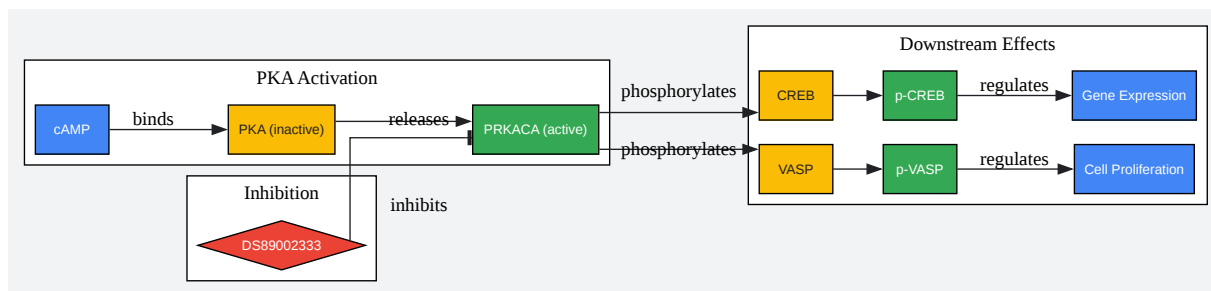 Downstream Effects
PKA Activation
cAMP
binds
PKA (inactive)
releases
PRKACA (active)
phosphorylates
CREB
p-CREB
regulates
Gene Expression
phosphorylates
VASP
p-VASP
regulates
Cell Proliferation
Inhibition
inhibits
DS89002333